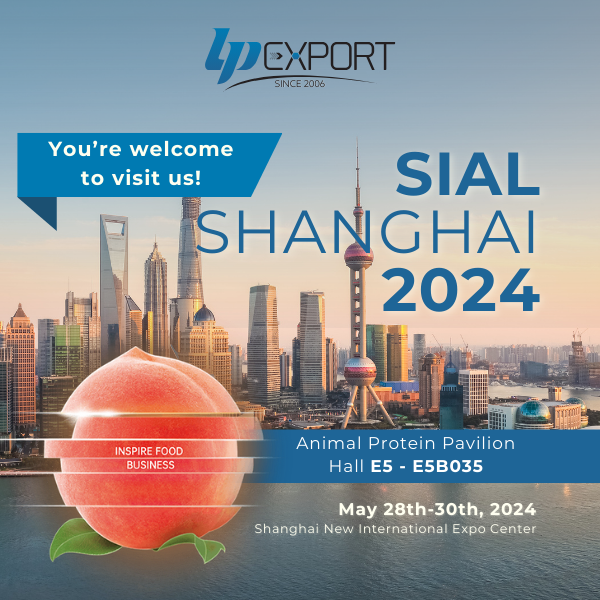 LP EXPORT
SINCE 2006
You're welcome
to visit us!
SIAL
SHANGHAI
2024
INSPIRE FOOD
BUSINESS
Animal Protein Pavilion
Hall E5 - E5B035
May 28th-30th, 2024
Shanghai New International Expo Center